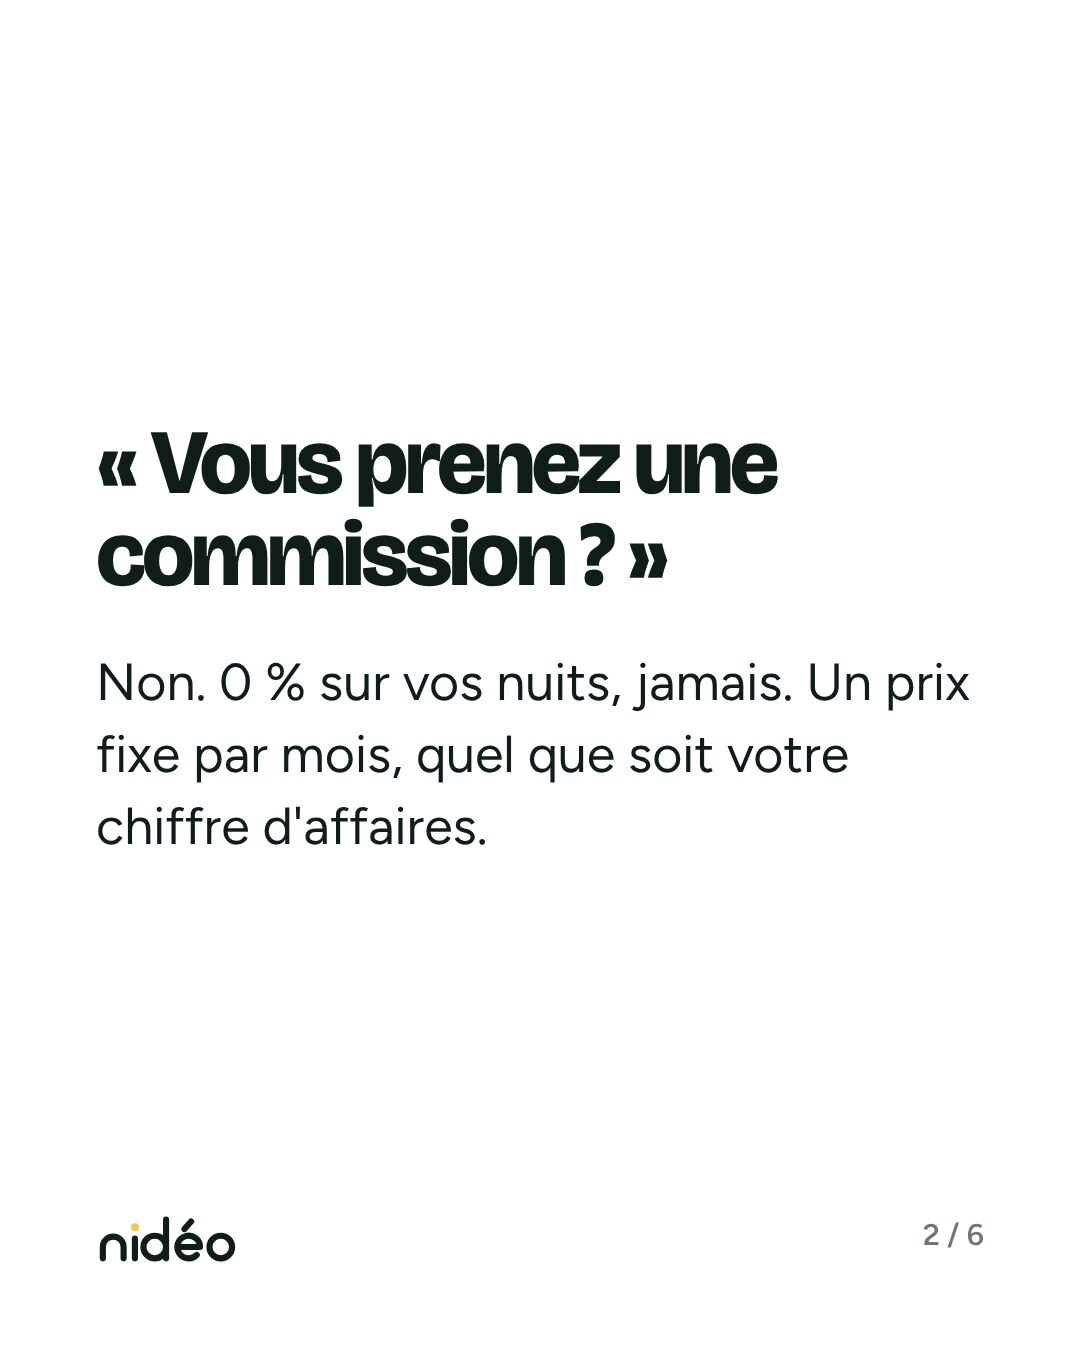 « Vous prenez une
commission ? »
Non. 0 % sur vos nuits, jamais. Un prix
fixe par mois, quel que soit votre
chiffre d'affaires.
nidéo
2 / 6